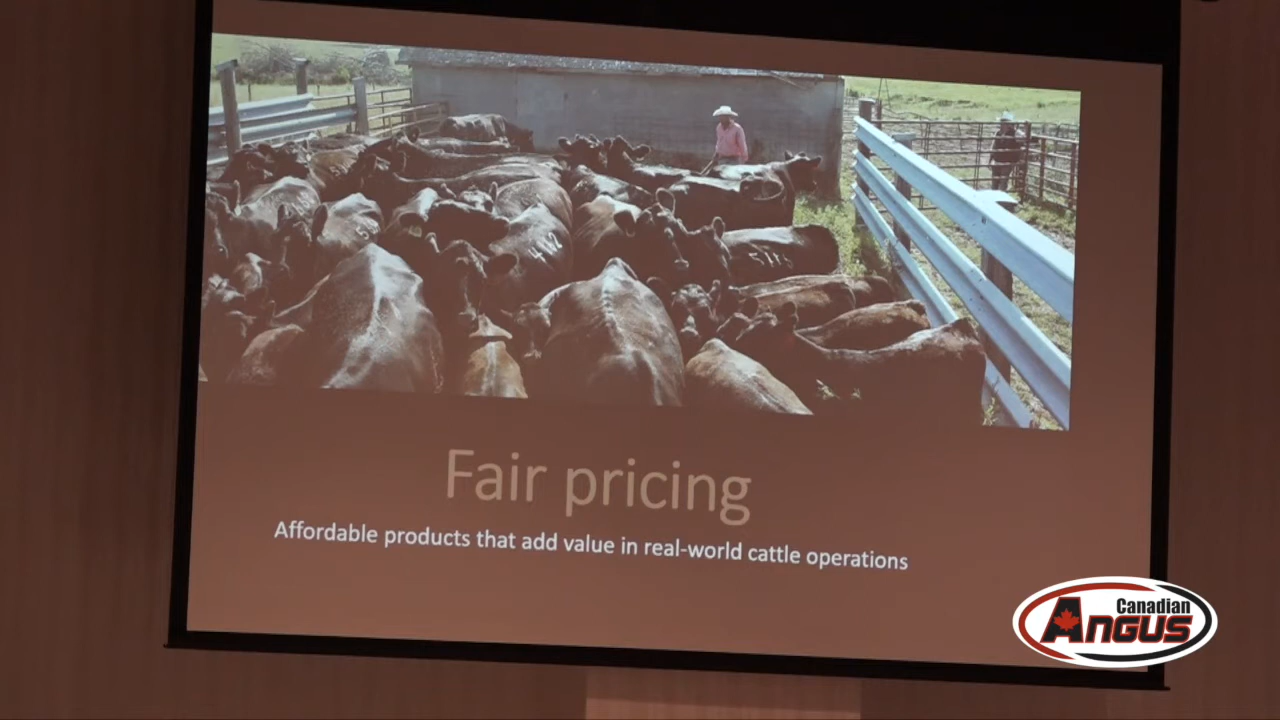 Fair pricing
Affordable products that add value in real-world cattle operations
Canadian
Angus